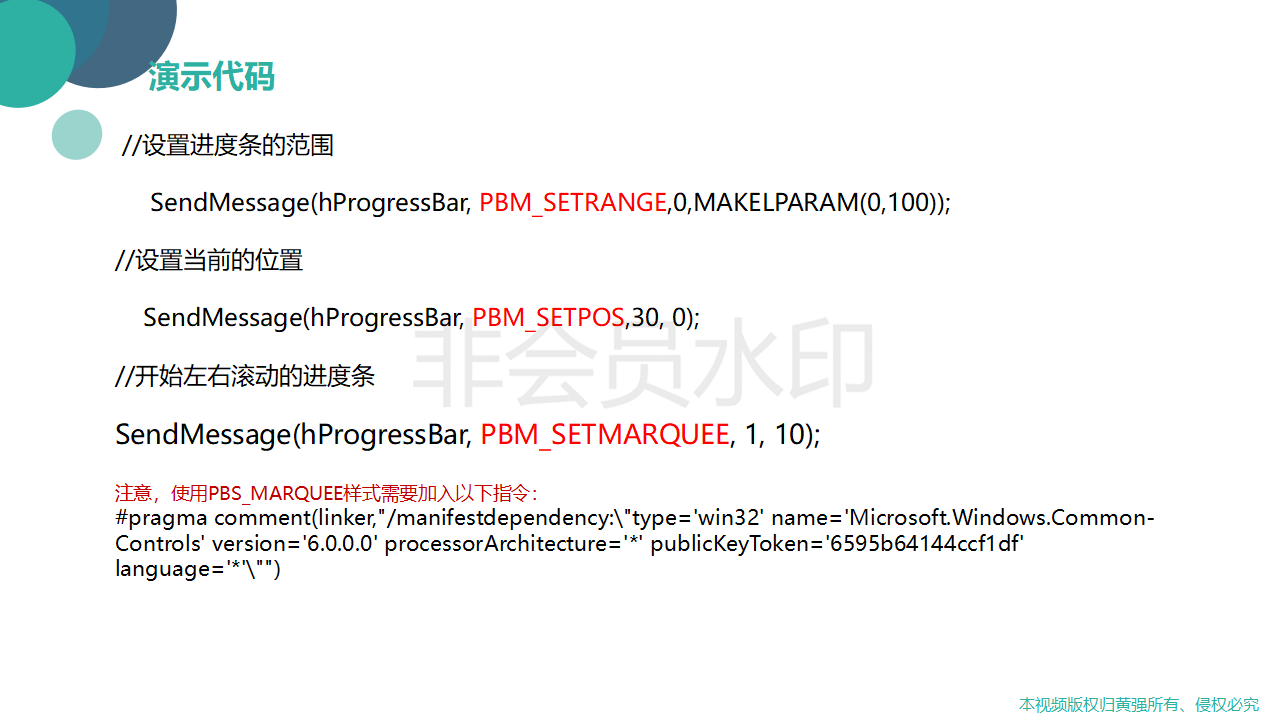 演示代码
//设置进度条的范围
SendMessage(hProgressBar, PBM_SETRANGE,0,MAKELPARAM(0,100));
//设置当前的位置
SendMessage(hProgressBar, PBM_SETPOS,30, 0);
非会员水印
//开始左右滚动的进度条
SendMessage(hProgressBar, PBM_SETMARQUEE, 1, 10);
注意，使用PBS_MARQUEE样式需要加入以下指令：
#pragma comment(linker,"/manifestdependency:\"type='win32' name='Microsoft.Windows.Common-
Controls' version='6.0.0.0' processorArchitecture='*' publicKeyToken='6595b64144ccf1df'
language='*'\"")
本视频版权归黄强所有、侵权必究